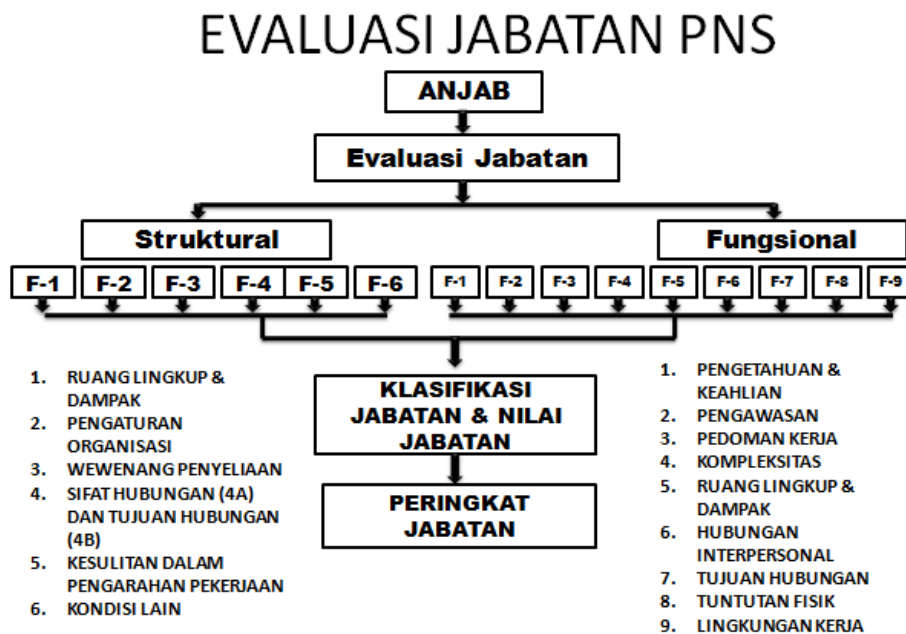 EVALUASI JABATAN PNS
ANJAB
Evaluasi Jabatan
Struktural
Fungsional
F-1 F-2 F-3 F-4 F-5 F-6
F-1 F-2 F-3 F-4 F-5 F-6 F-7 F-8 F-9
1. RUANG LINGKUP &
DAMPAK
2. PENGATURAN
ORGANISASI
3. WEWENANG PENYELIAAN
4. SIFAT HUBUNGAN (4A)
DAN TUJUAN HUBUNGAN
(4B)
5. KESULITAN DALAM
PENGARAHAN PEKERJAAN
6. KONDISI LAIN
KLASIFIKASI
JABATAN & NILAI
JABATAN
PERINGKAT
JABATAN
1. PENGETAHUAN &
KEAHLIAN
2. PENGAWASAN
3. PEDOMAN KERJA
4. KOMPLEKSITAS
5. RUANG LINGKUP &
DAMPAK
6. HUBUNGAN
INTERPERSONAL
7. TUJUAN HUBUNGAN
8. TUNTUTAN FISIK
9. LINGKUNGAN KERJA